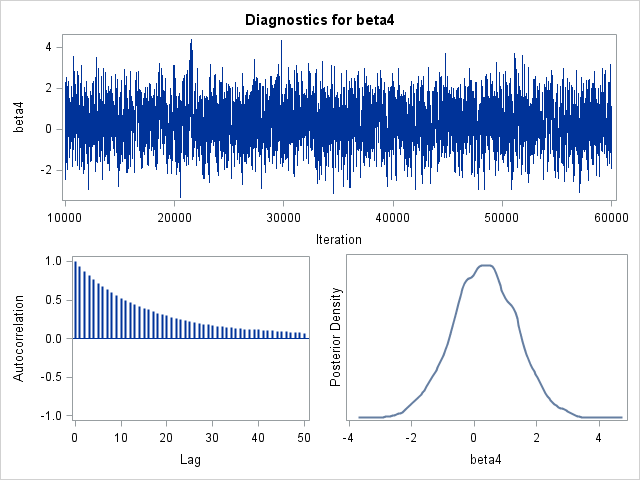 Diagnostics for beta4
beta4
4
2
0
-2
10000 20000 30000 40000 50000 60000
Iteration
Autocorrelation
1.0
0.5
0.0
-0.5
-1.0
0 10 20 30 40 50
Lag
Posterior Density
-4 -2 0 2 4
beta4